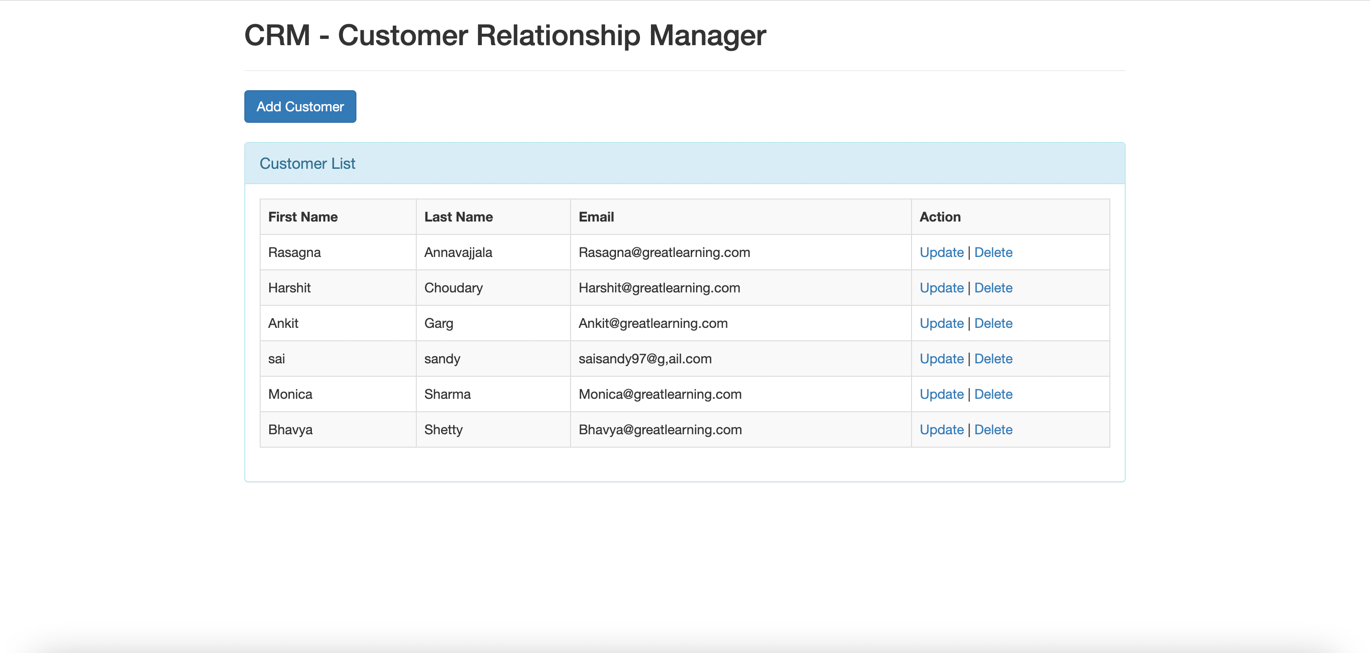 CRM - Customer Relationship Manager
Add Customer
Customer List
First Name Last Name Email Action
Rasagna Annavajjala Rasagna@greatlearning.com Update | Delete
Harshit Choudary Harshit@greatlearning.com Update | Delete
Ankit Garg Ankit@greatlearning.com Update | Delete
sai sandy saisandy97@g,ail.com Update | Delete
Monica Sharma Monica@greatlearning.com Update | Delete
Bhavya Shetty Bhavya@greatlearning.com Update | Delete